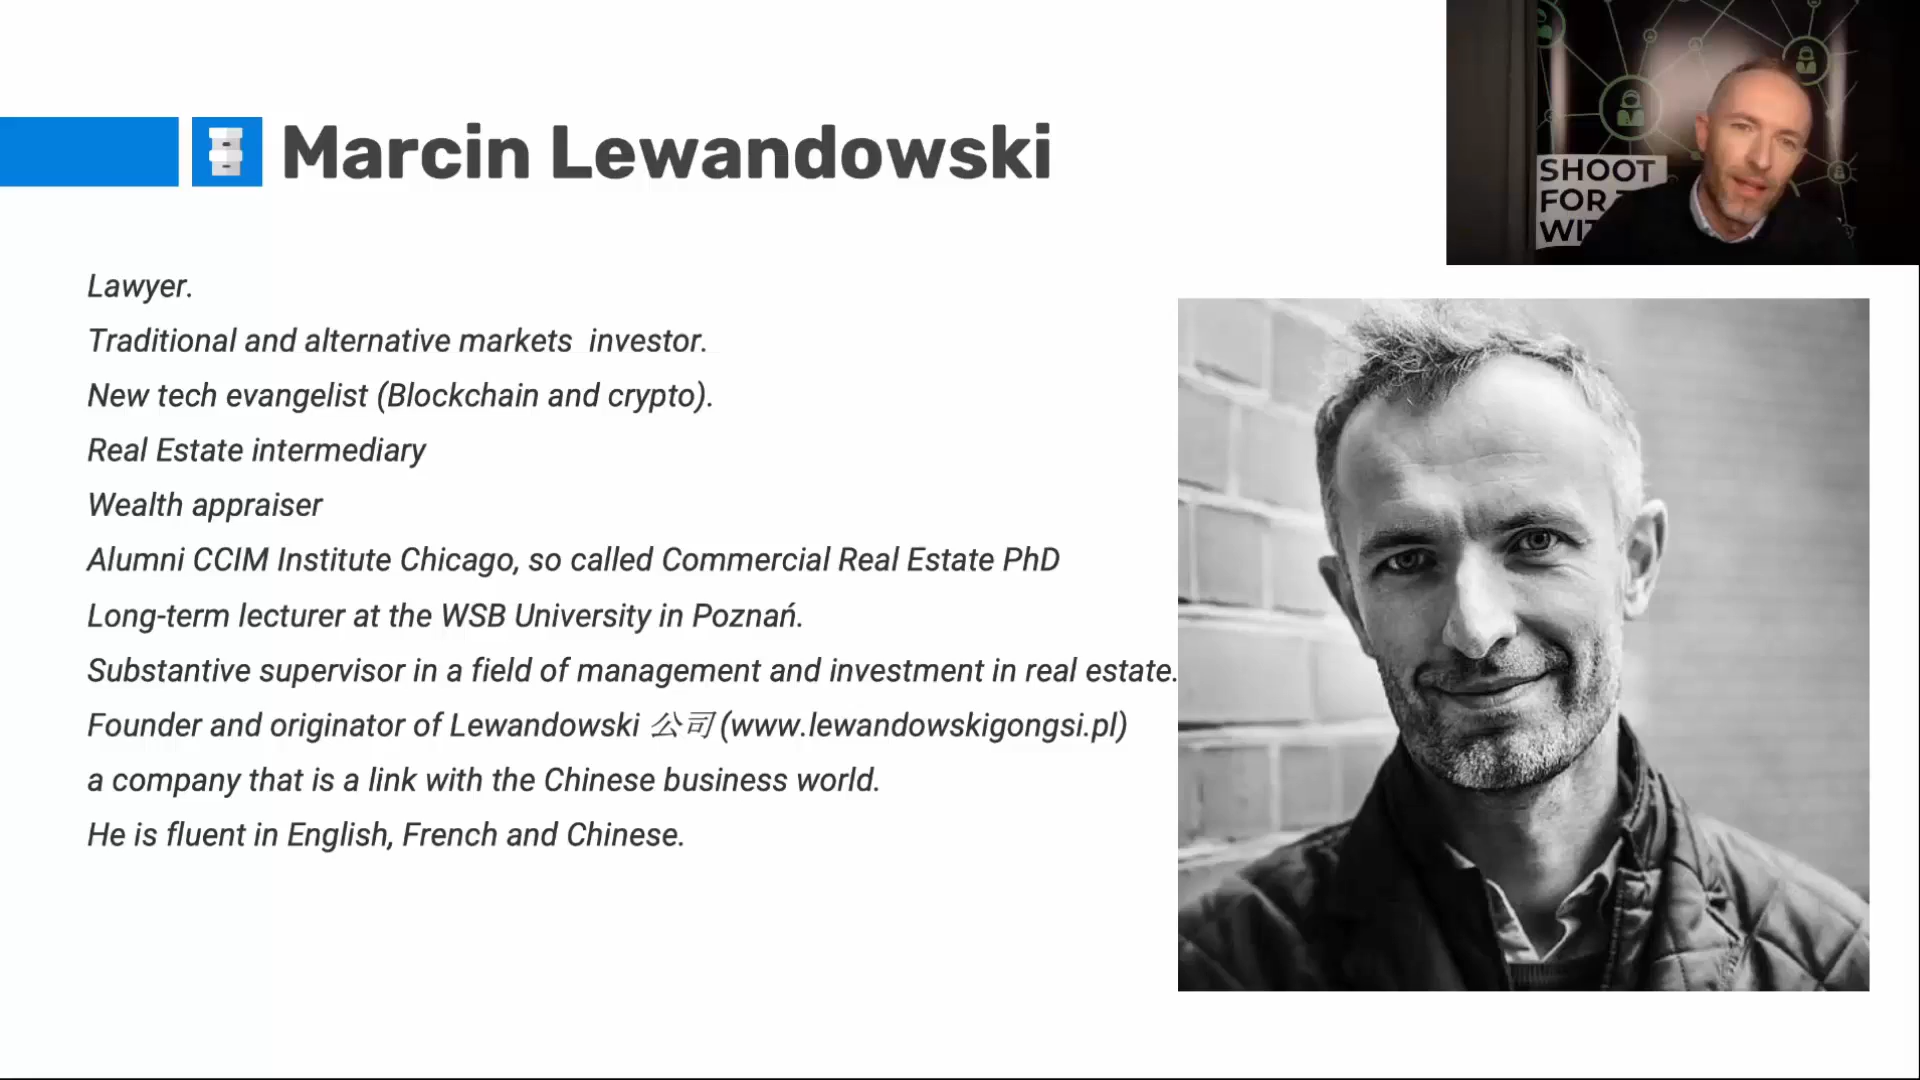 Marcin Lewandowski
SHOOT
FOR
Lawyer.
Traditional and alternative markets investor.
New tech evangelist (Blockchain and crypto).
Real Estate intermediary
Wealth appraiser
Alumni CCIM Institute Chicago, so called Commercial Real Estate PhD
Long-term lecturer at the WSB University in Poznań.
Substantive supervisor in a field of management and investment in real estate.
Founder and originator of Lewandowski 公司 (www.lewandowskigongsi.pl)
a company that is a link with the Chinese business world.
He is fluent in English, French and Chinese.